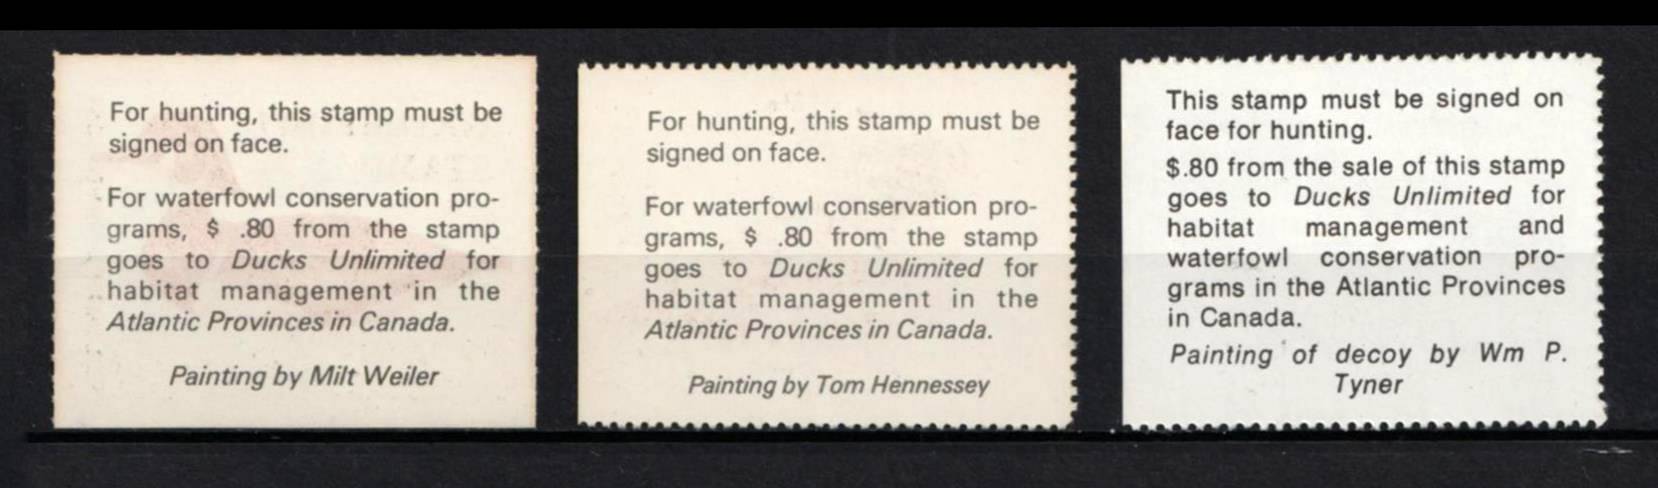 For hunting, this stamp must be
signed on face.
For waterfowl conservation pro-
grams, $ .80 from the stamp
goes to Ducks Unlimited for
habitat management in the
Atlantic Provinces in Canada.
Painting by Milt Weiler
For hunting, this stamp must be
signed on face.
For waterfowl conservation pro-
grams, $ .80 from the stamp
goes to Ducks Unlimited for
habitat management in the
Atlantic Provinces in Canada.
Painting by Tom Hennessey
This stamp must be signed on
face for hunting.
$.80 from the sale of this stamp
goes to Ducks Unlimited for
habitat management and
waterfowl conservation pro-
grams in the Atlantic Provinces
in Canada.
Painting of decoy by Wm P.
Tyner